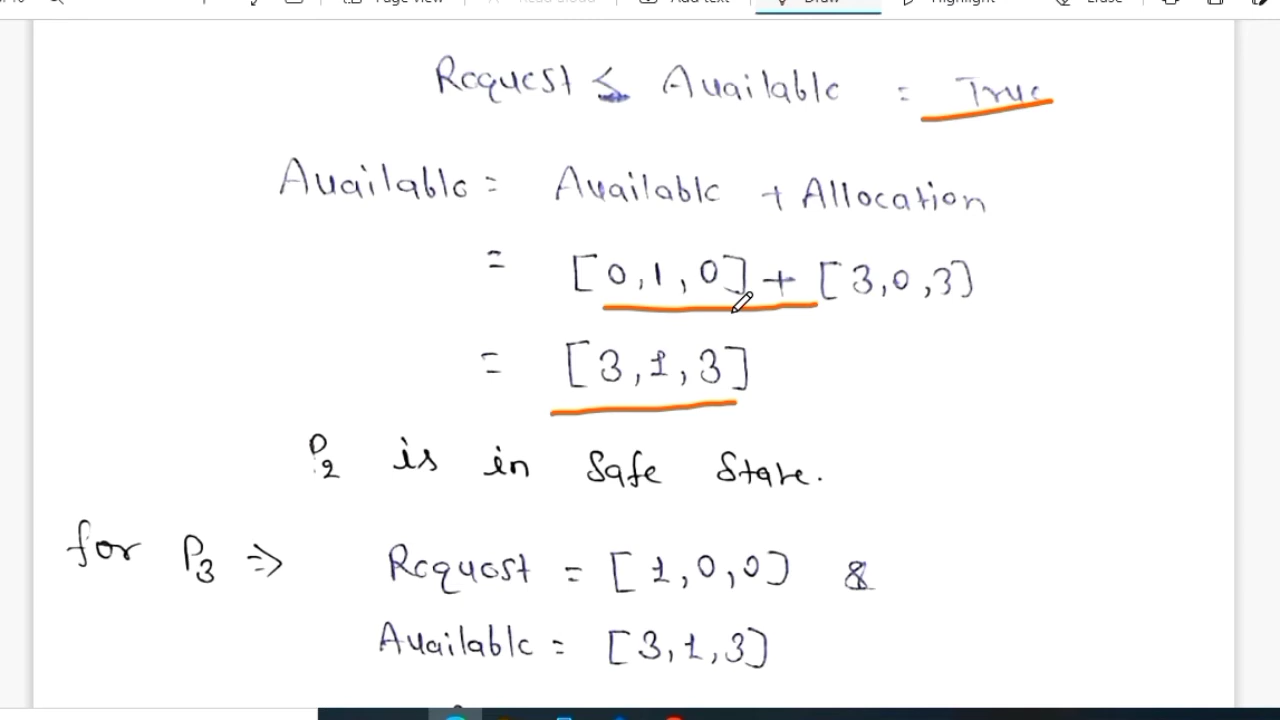 Request ≤ Available = True
Available = Available + Allocation
= [0,1,0] + [3,0,3]
= [3,1,3]
P2 is in Safe State.
for P3 ⇒ Request = [1,0,0] &
Available = [3,1,3]